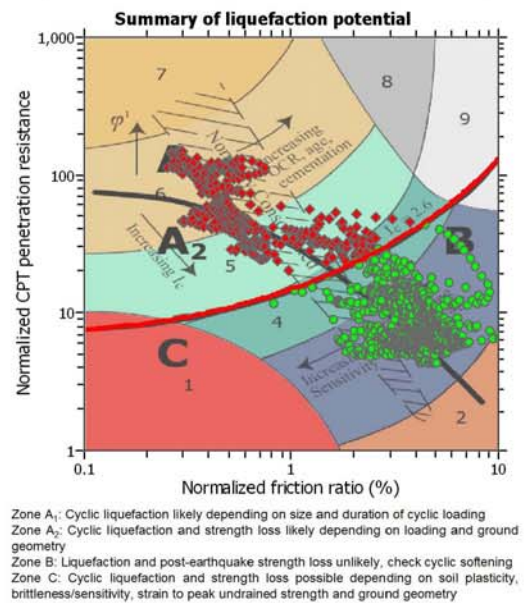 Summary of liquefaction potential
1,000
7
8
9
φ'
Increasing
OCR, age,
cementation
100
6
A2
Increasing Ic
5
Ic = 2.6
B
10
4
C
1
Increasing
Sensitivity
2
1
0.1
1
10
Normalized CPT penetration resistance
Normalized friction ratio (%)
Zone A1: Cyclic liquefaction likely depending on size and duration of cyclic loading
Zone A2: Cyclic liquefaction and strength loss likely depending on loading and ground
geometry
Zone B: Liquefaction and post-earthquake strength loss unlikely, check cyclic softening
Zone C: Cyclic liquefaction and strength loss possible depending on soil plasticity,
brittleness/sensitivity, strain to peak undrained strength and ground geometry